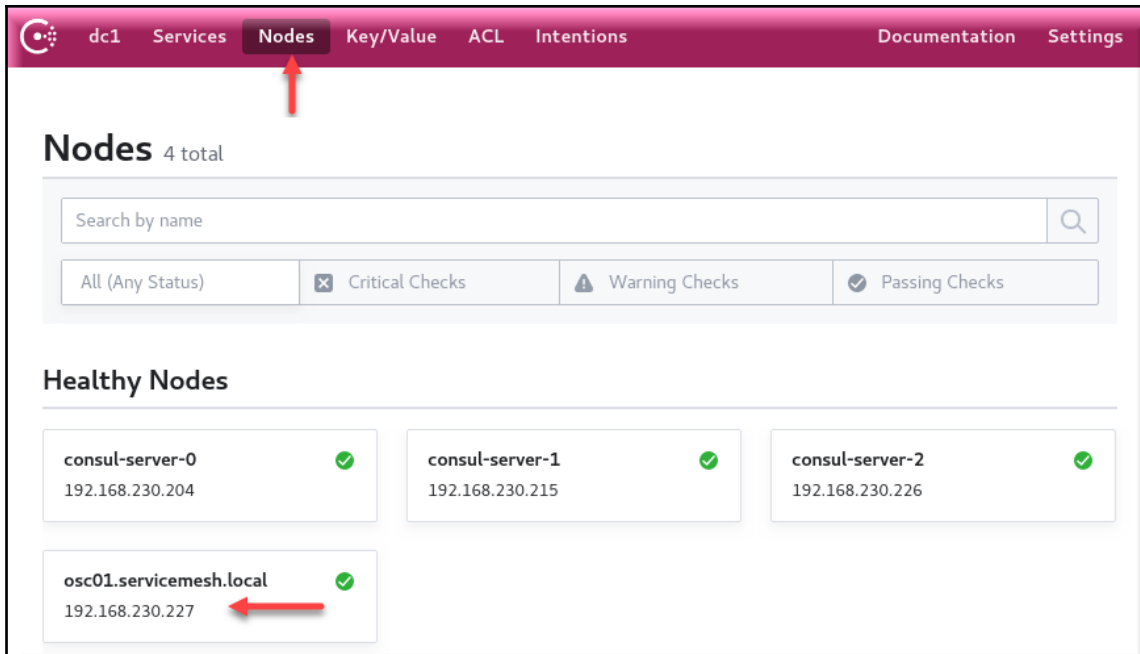 dc1 Services Nodes Key/Value ACL Intentions Documentation Settings
Nodes 4 total
Search by name
All (Any Status) Critical Checks Warning Checks Passing Checks
Healthy Nodes
consul-server-0 consul-server-1 consul-server-2
192.168.230.204 192.168.230.215 192.168.230.226
osc01.servicemesh.local
192.168.230.227